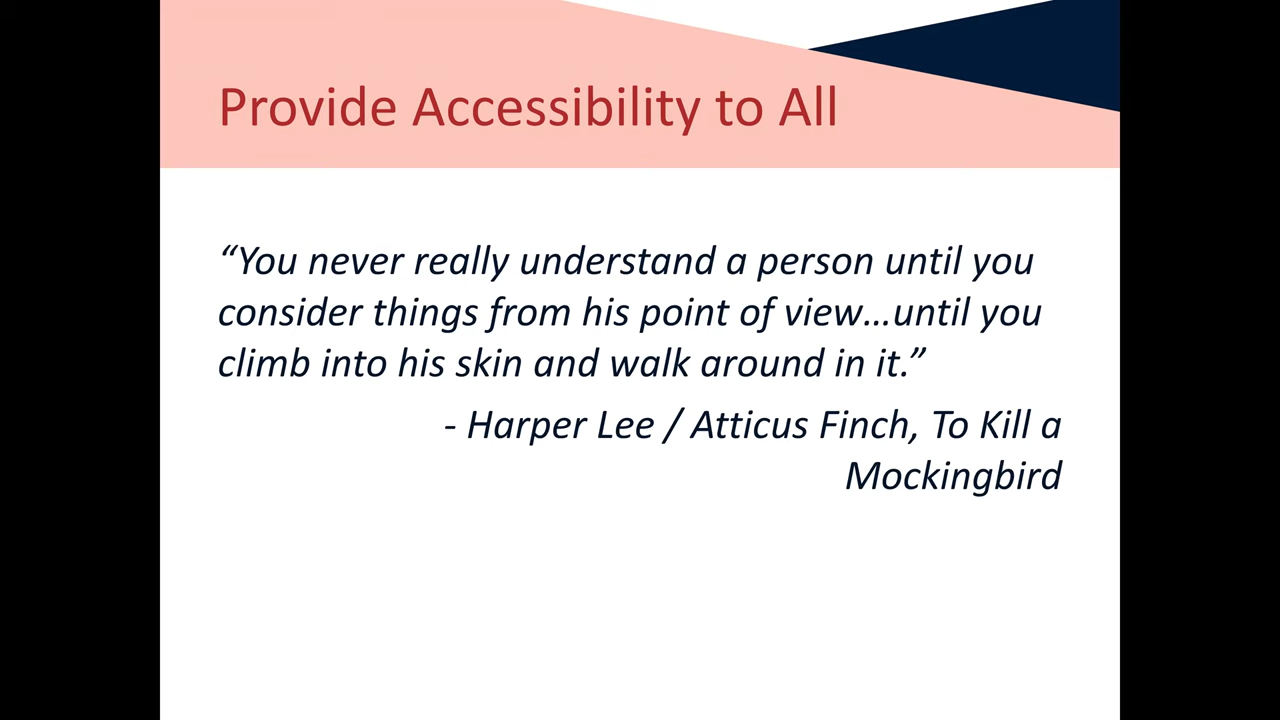 Provide Accessibility to All
“You never really understand a person until you
consider things from his point of view…until you
climb into his skin and walk around in it.”
- Harper Lee / Atticus Finch, To Kill a
Mockingbird